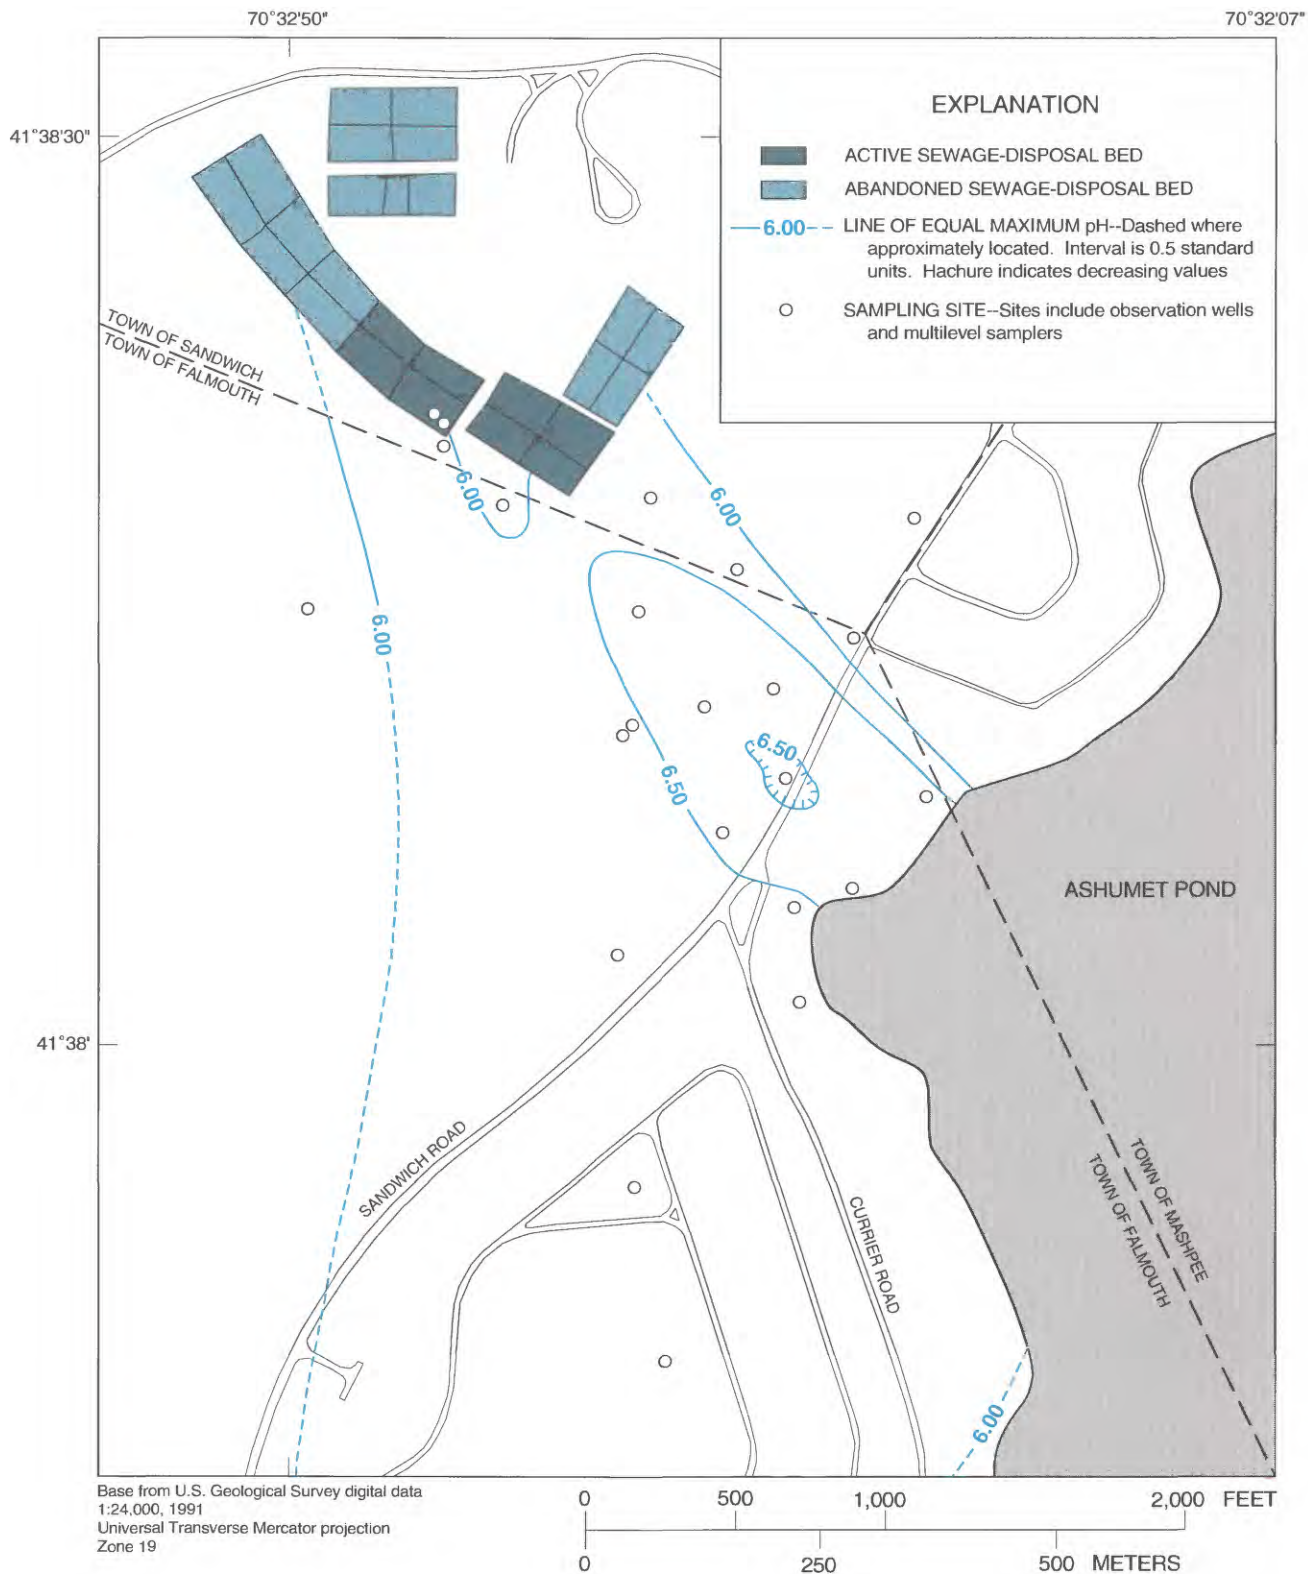 70°32'50"
70°32'07"
41°38'30"
EXPLANATION
ACTIVE SEWAGE-DISPOSAL BED
ABANDONED SEWAGE-DISPOSAL BED
6.00
LINE OF EQUAL MAXIMUM pH--Dashed where
approximately located. Interval is 0.5 standard
units. Hachure indicates decreasing values
SAMPLING SITE--Sites include observation wells
and multilevel samplers
TOWN OF SANDWICH
TOWN OF FALMOUTH
6.00
6.00
6.00
6.50
6.50
ASHUMET POND
41°38'
SANDWICH ROAD
CURRIER ROAD
TOWN OF MASHPEE
TOWN OF FALMOUTH
6.00
Base from U.S. Geological Survey digital data
1:24,000, 1991
Universal Transverse Mercator projection
Zone 19
0 500 1,000 2,000 FEET
0 250 500 METERS